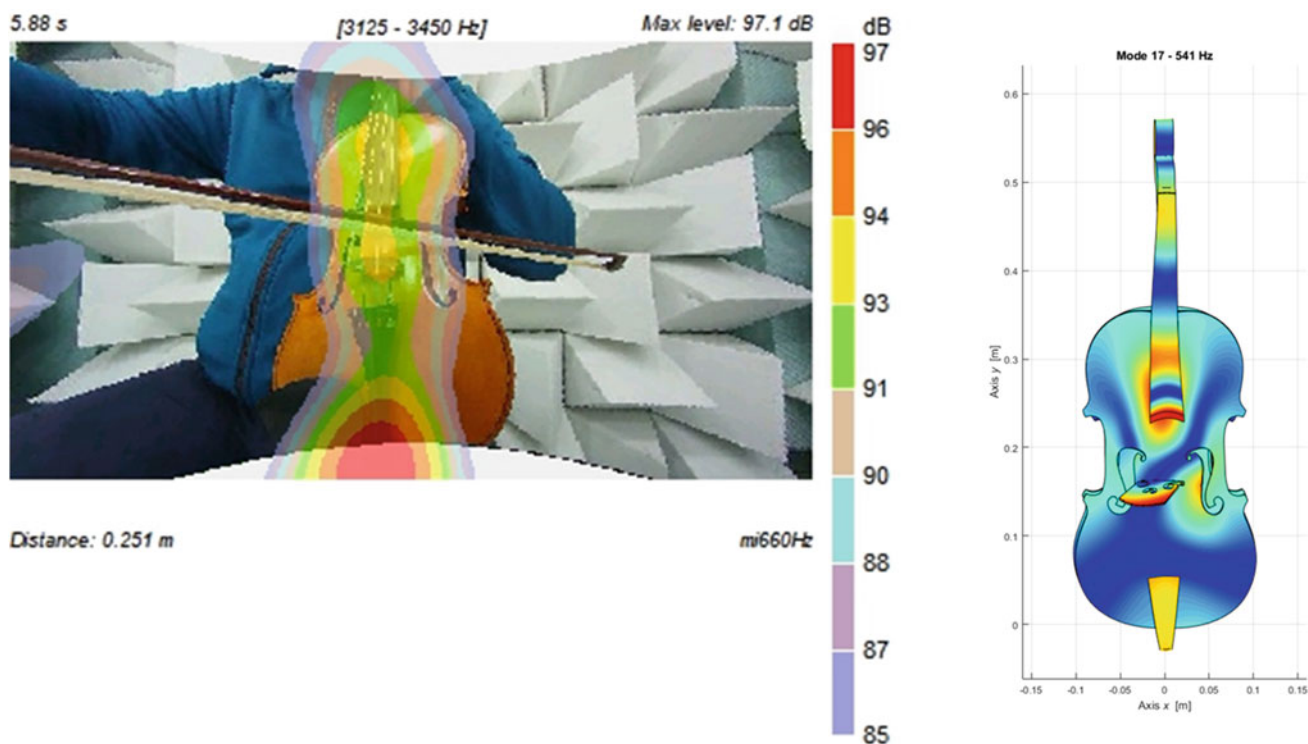 5.88 s [3125 - 3450 Hz] Max level: 97.1 dB
dB
97
96
94
93
91
90
88
87
85
Distance: 0.251 m mi660Hz
Mode 17 - 541 Hz
0.6
0.5
0.4
0.3
0.2
0.1
0
Axis y [m]
-0.15 -0.1 -0.05 0 0.05 0.1 0.15
Axis x [m]